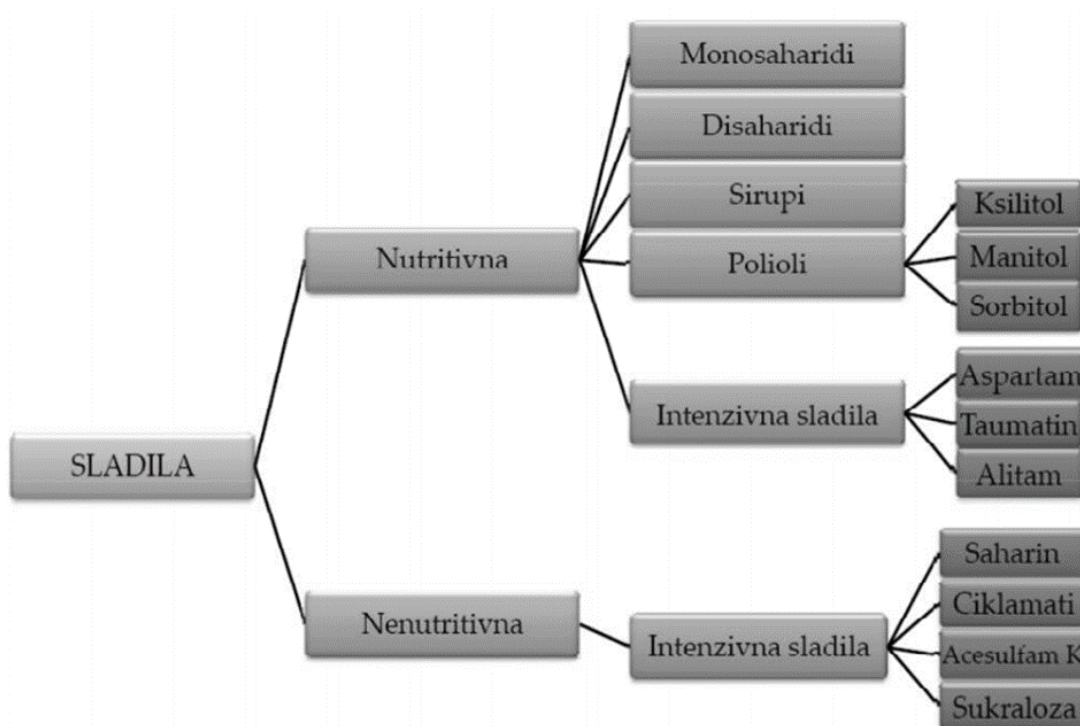 SLADILA
Nutritivna
Monosaharidi
Disaharidi
Sirupi
Polioli
Ksilitol
Manitol
Sorbitol
Intenzivna sladila
Aspartam
Taumatin
Alitam
Nenutritivna
Intenzivna sladila
Saharin
Ciklamati
Acesulfam K
Sukraloza